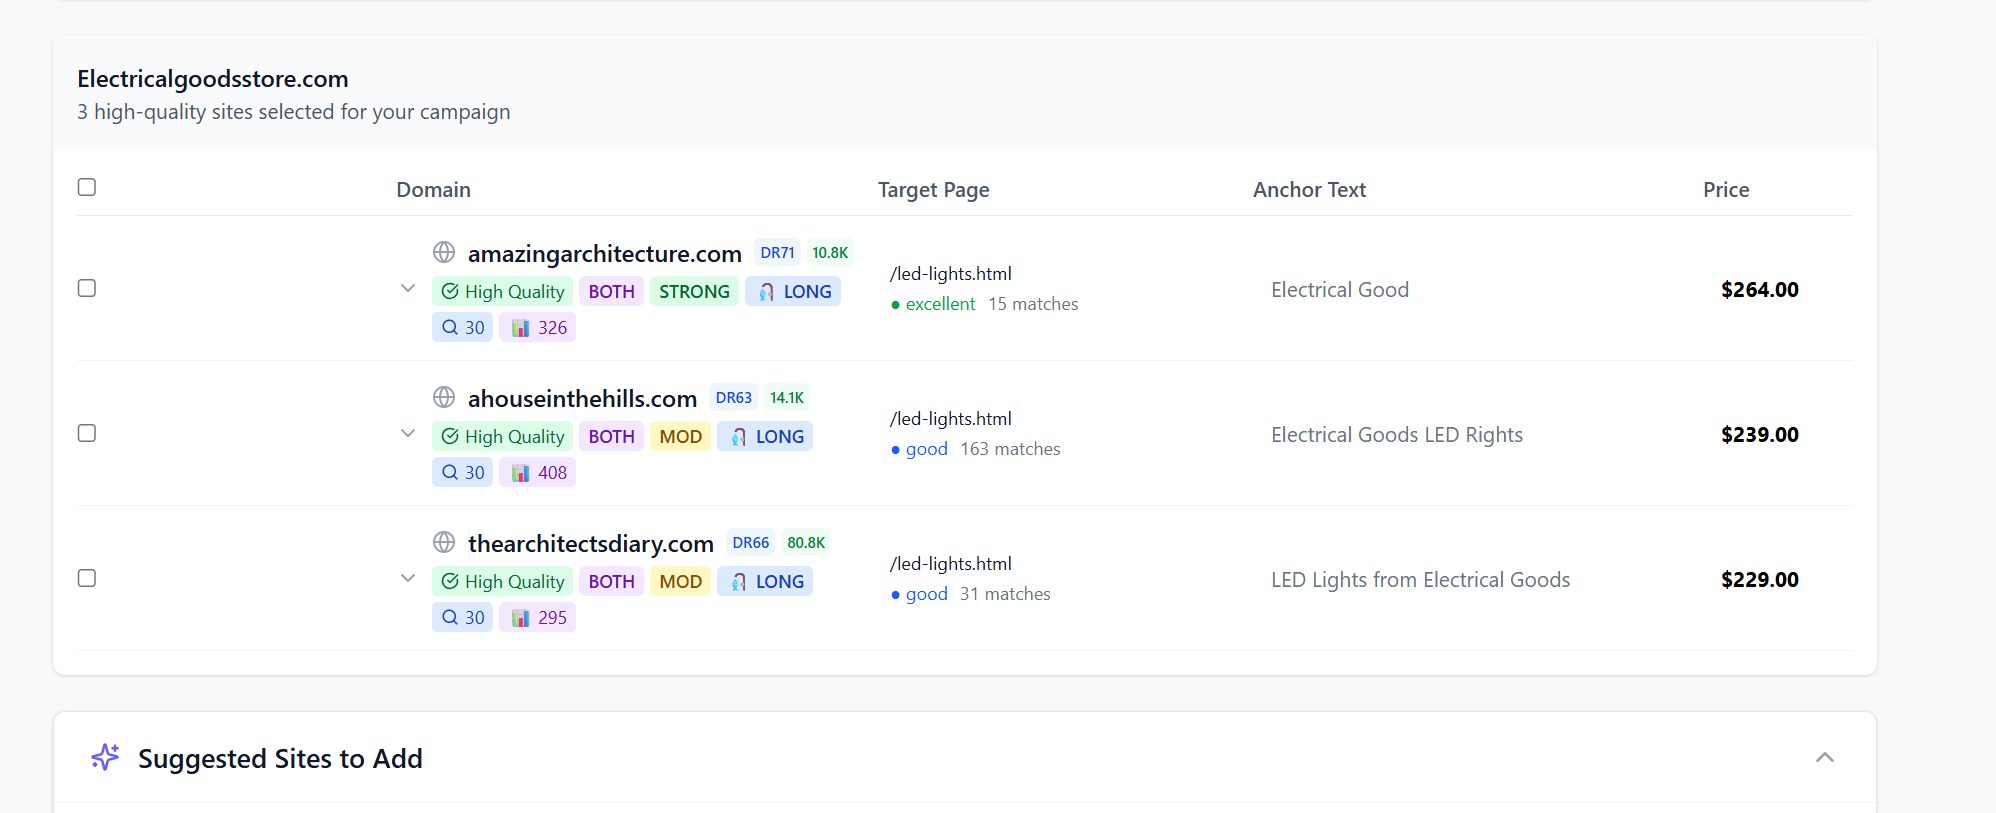 Electricalgoodsstore.com
3 high-quality sites selected for your campaign
Domain Target Page Anchor Text Price
amazingarchitecture.com DR71 10.8K
High Quality BOTH STRONG LONG
30 326
/led-lights.html
excellent 15 matches
Electrical Good
$264.00
ahouseinthehills.com DR63 14.1K
High Quality BOTH MOD LONG
30 408
/led-lights.html
good 163 matches
Electrical Goods LED Rights
$239.00
thearchitectsdiary.com DR66 80.8K
High Quality BOTH MOD LONG
30 295
/led-lights.html
good 31 matches
LED Lights from Electrical Goods
$229.00
Suggested Sites to Add